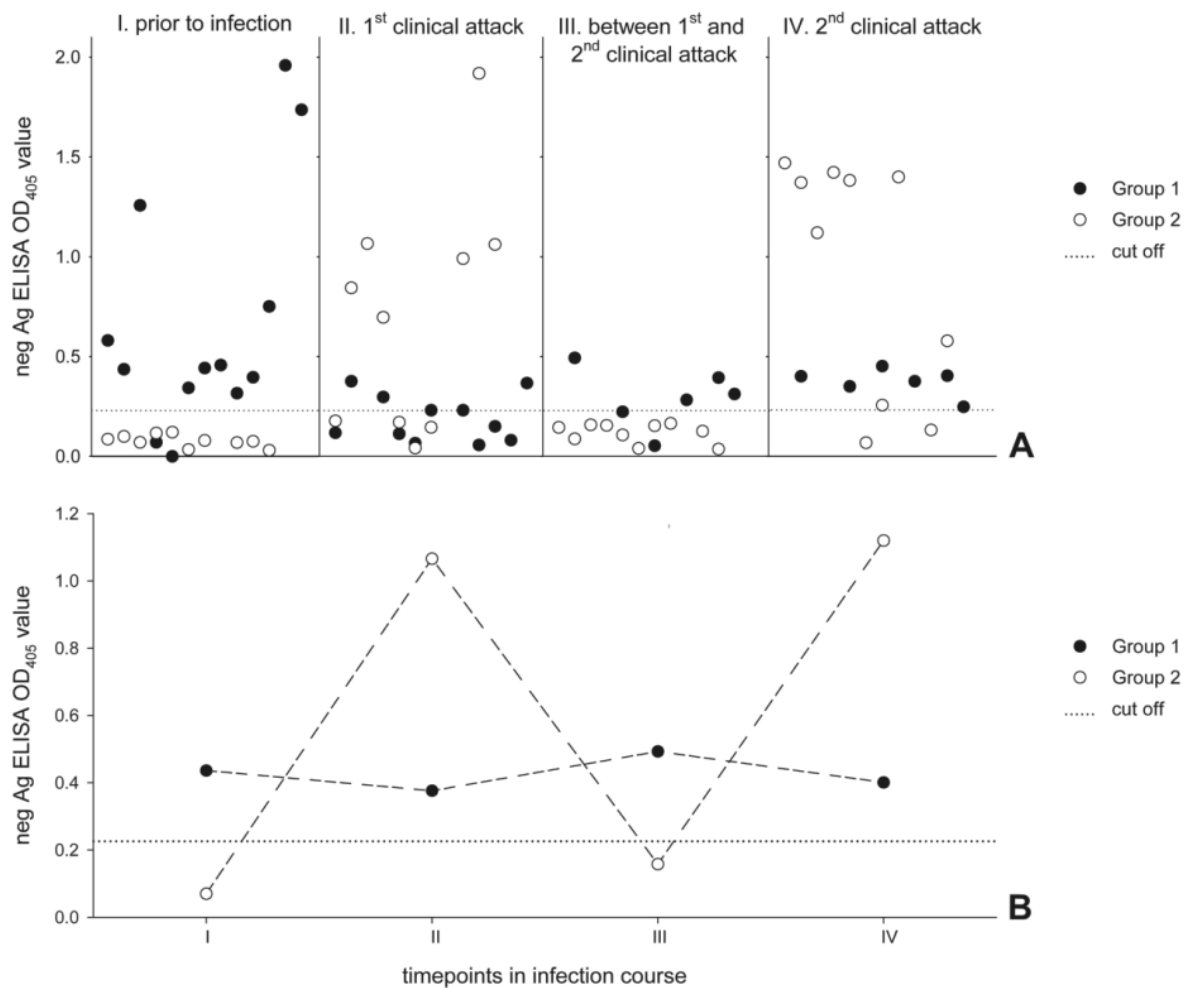 I. prior to infection
II. 1st clinical attack
III. between 1st and
2nd clinical attack
IV. 2nd clinical attack
neg Ag ELISA OD405 value
2.0
1.5
1.0
0.5
0.0
Group 1
Group 2
cut off
A
neg Ag ELISA OD405 value
1.2
1.0
0.8
0.6
0.4
0.2
0.0
Group 1
Group 2
cut off
B
I II III IV
timepoints in infection course